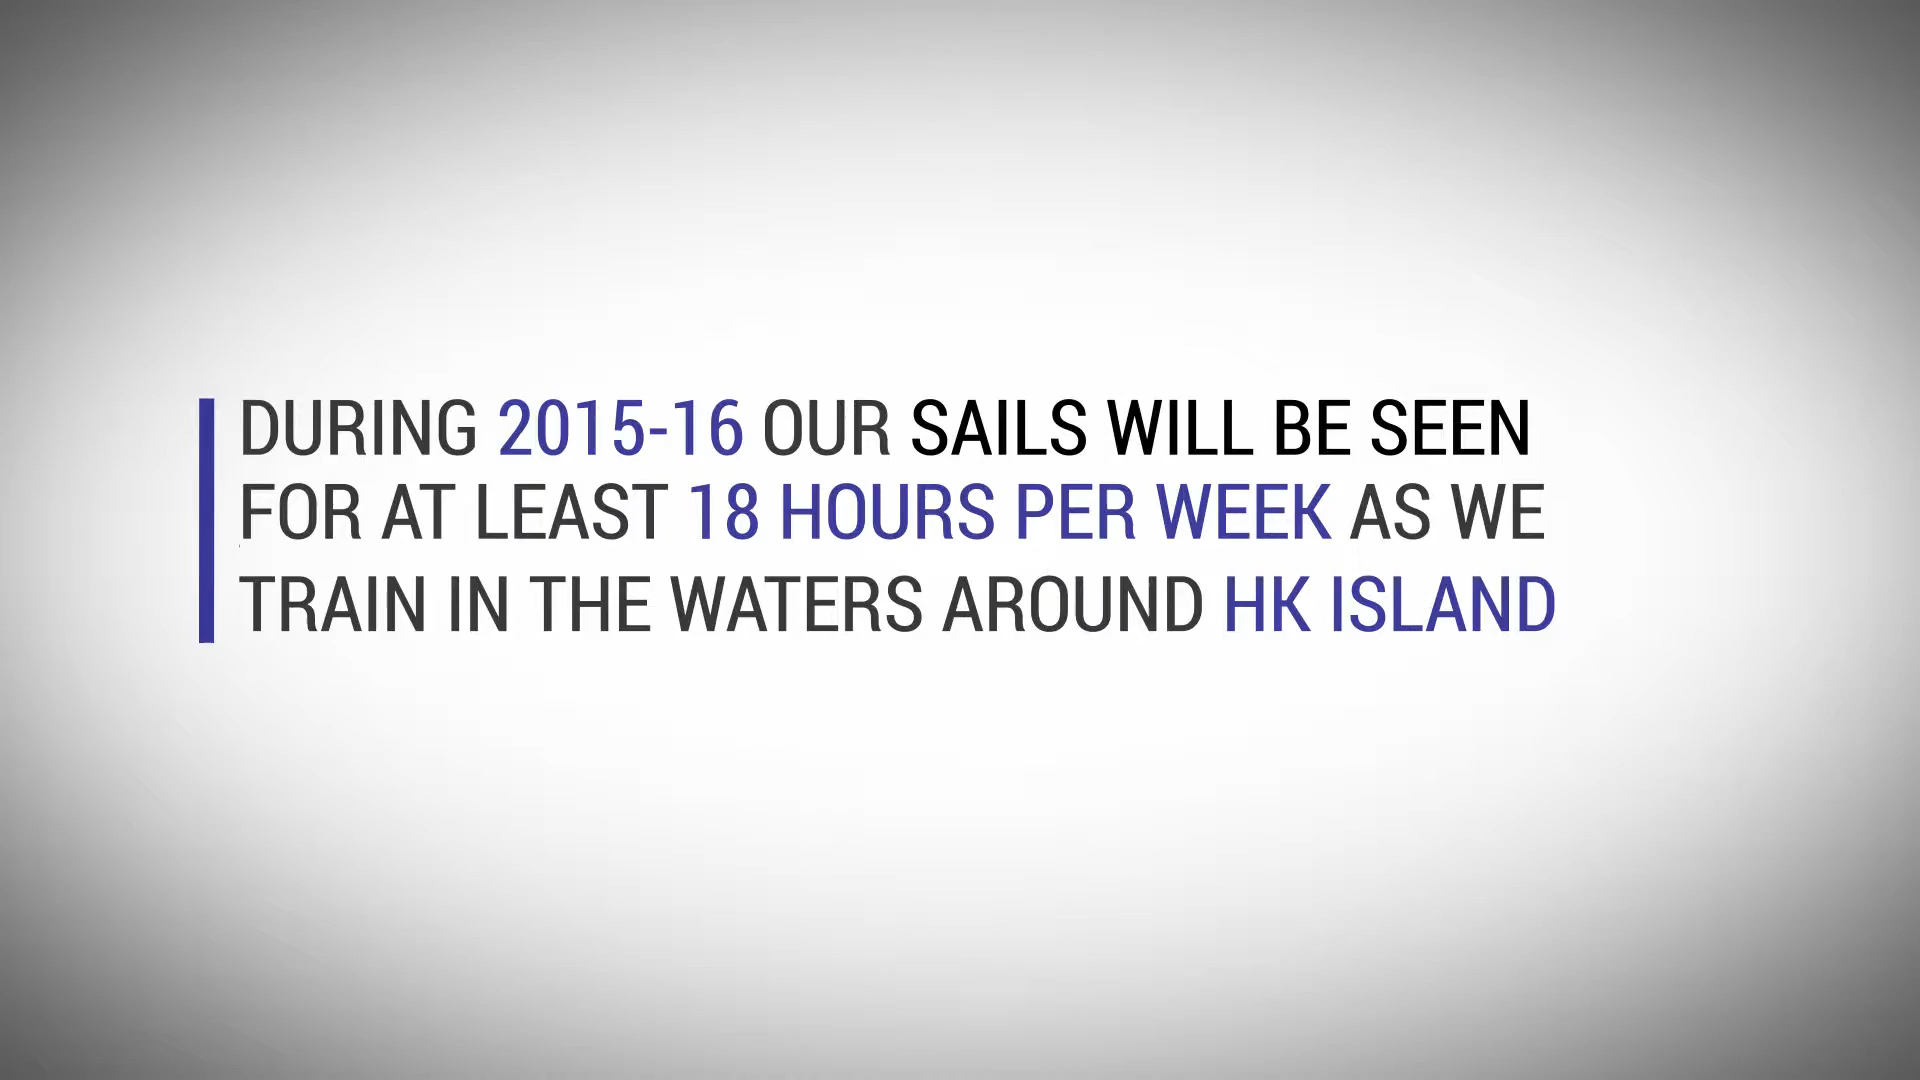 DURING 2015-16 OUR SAILS WILL BE SEEN
FOR AT LEAST 18 HOURS PER WEEK AS WE
TRAIN IN THE WATERS AROUND HK ISLAND